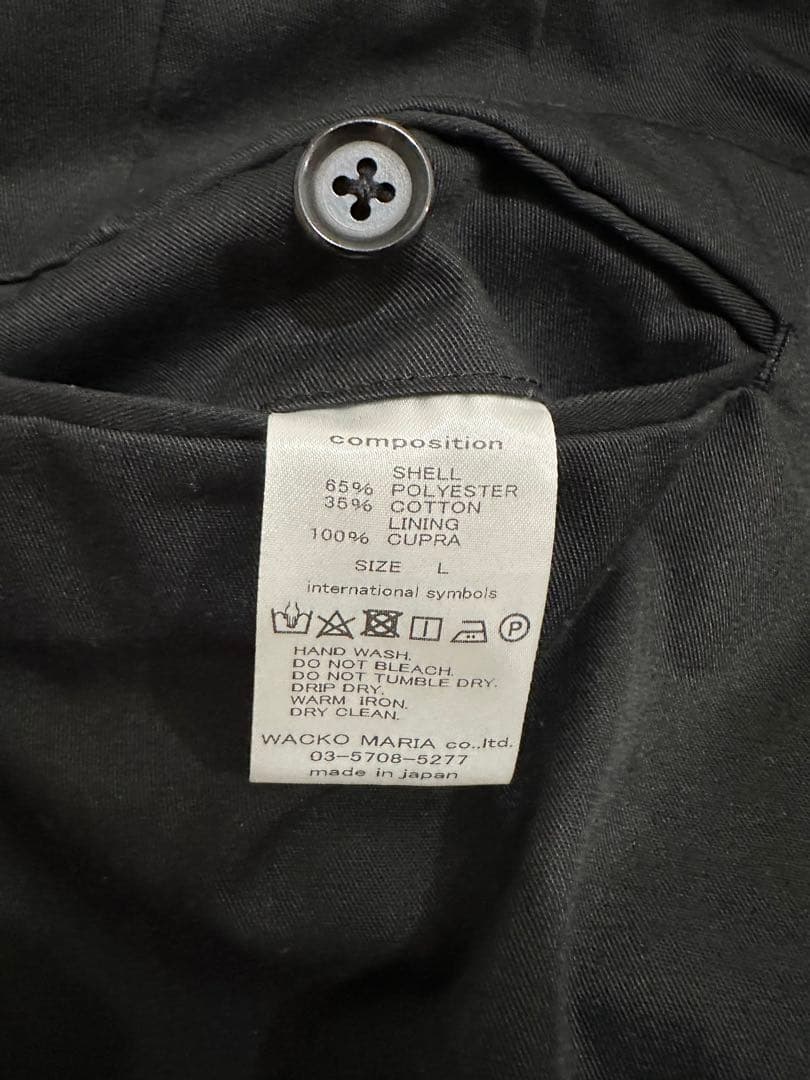 composition
SHELL
65% POLYESTER
35% COTTON
LINING
100% CUPRA
SIZE L
international symbols
P
HAND WASH.
DO NOT BLEACH.
DO NOT TUMBLE DRY.
DRIP DRY.
WARM IRON.
DRY CLEAN.
WACKO MARIA co.,ltd.
03-5708-5277
made in japan